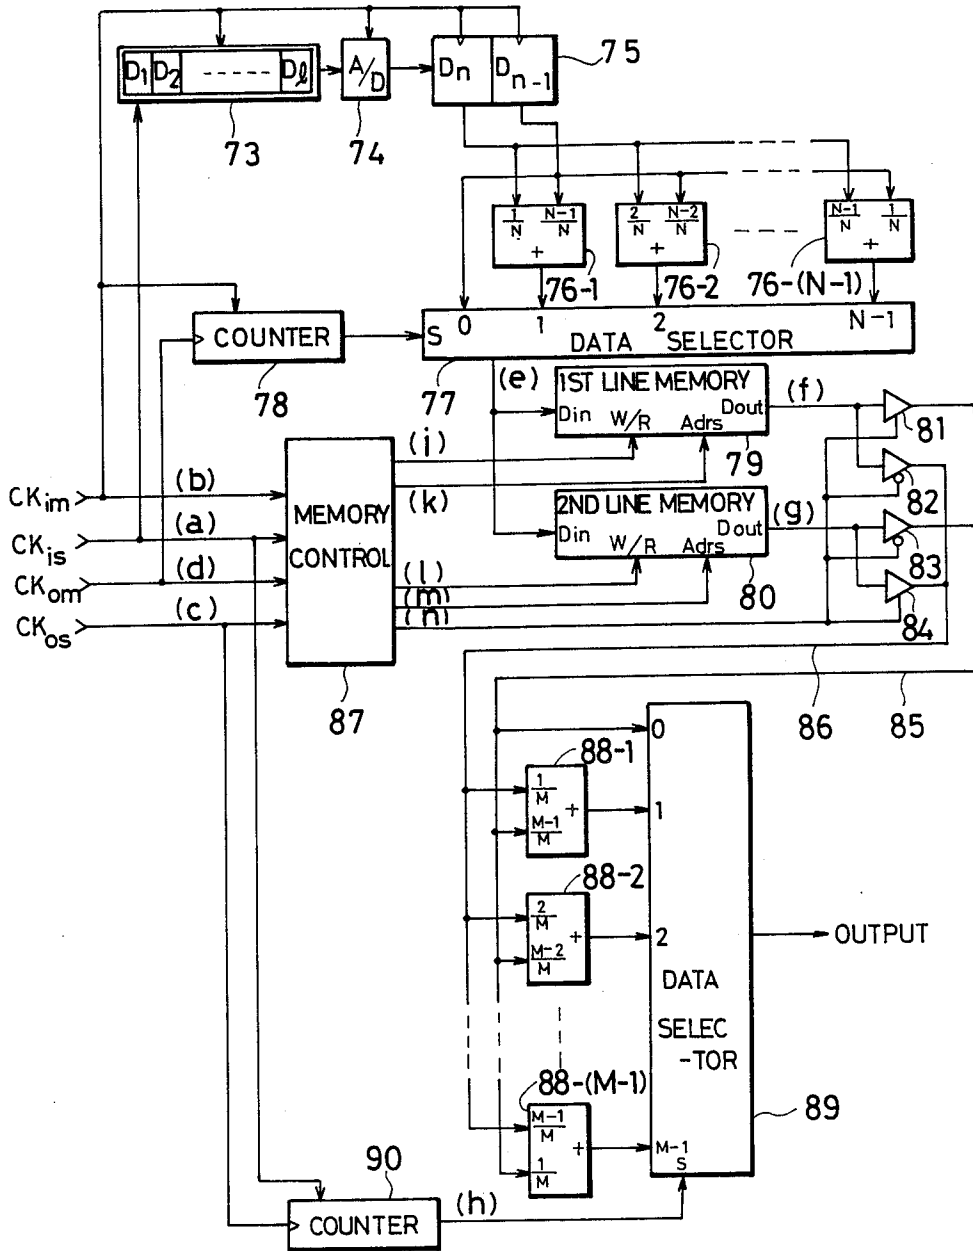 75
D1 D2 ----- Dℓ
A/D
Dn Dn-1
73
74
1/N N-1/N +
2/N N-2/N +
N-1/N 1/N +
76-1
76-2
76-(N-1)
S 0 1 2 N-1
DATA SELECTOR
COUNTER
78
77
(e)
1ST LINE MEMORY
Din W/R Adrs Dout
(f)
81
79
(j)
(k)
82
CKim
(b)
MEMORY
CONTROL
2ND LINE MEMORY
Din W/R Adrs Dout
(g)
83
CKis
(a)
CKom
(d)
(l)
80
(m)
84
CKos
(c)
(n)
87
86
85
0
88-1
1/M
M-1/M
+
1
88-2
2/M
M-2/M
+
2
OUTPUT
DATA
SELEC
-TOR
88-(M-1)
M-1/M
1/M
+
M-1
S
89
90
COUNTER
(h)